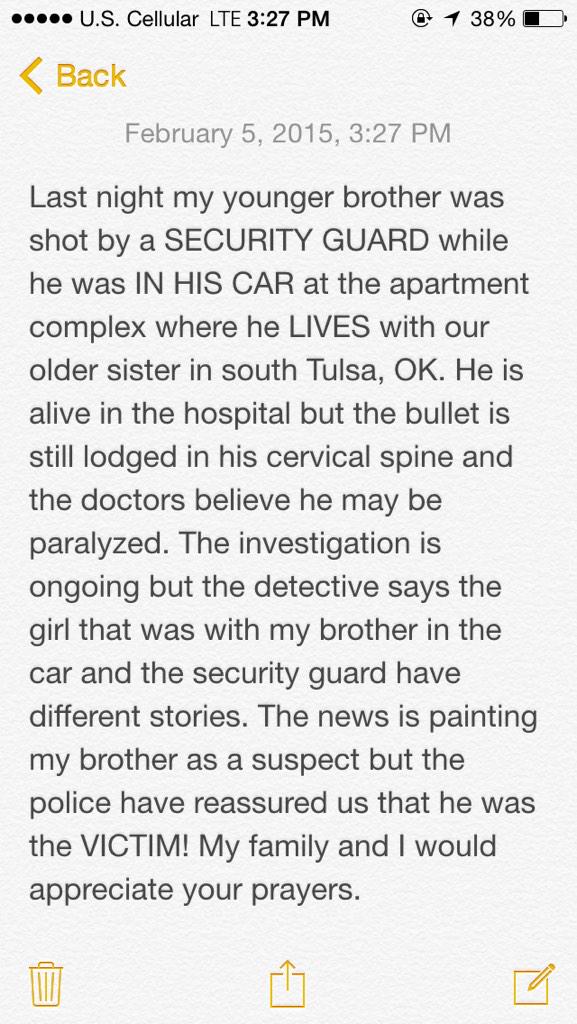 U.S. Cellular LTE 3:27 PM 38%
Back
February 5, 2015, 3:27 PM
Last night my younger brother was
shot by a SECURITY GUARD while
he was IN HIS CAR at the apartment
complex where he LIVES with our
older sister in south Tulsa, OK. He is
alive in the hospital but the bullet is
still lodged in his cervical spine and
the doctors believe he may be
paralyzed. The investigation is
ongoing but the detective says the
girl that was with my brother in the
car and the security guard have
different stories. The news is painting
my brother as a suspect but the
police have reassured us that he was
the VICTIM! My family and I would
appreciate your prayers.